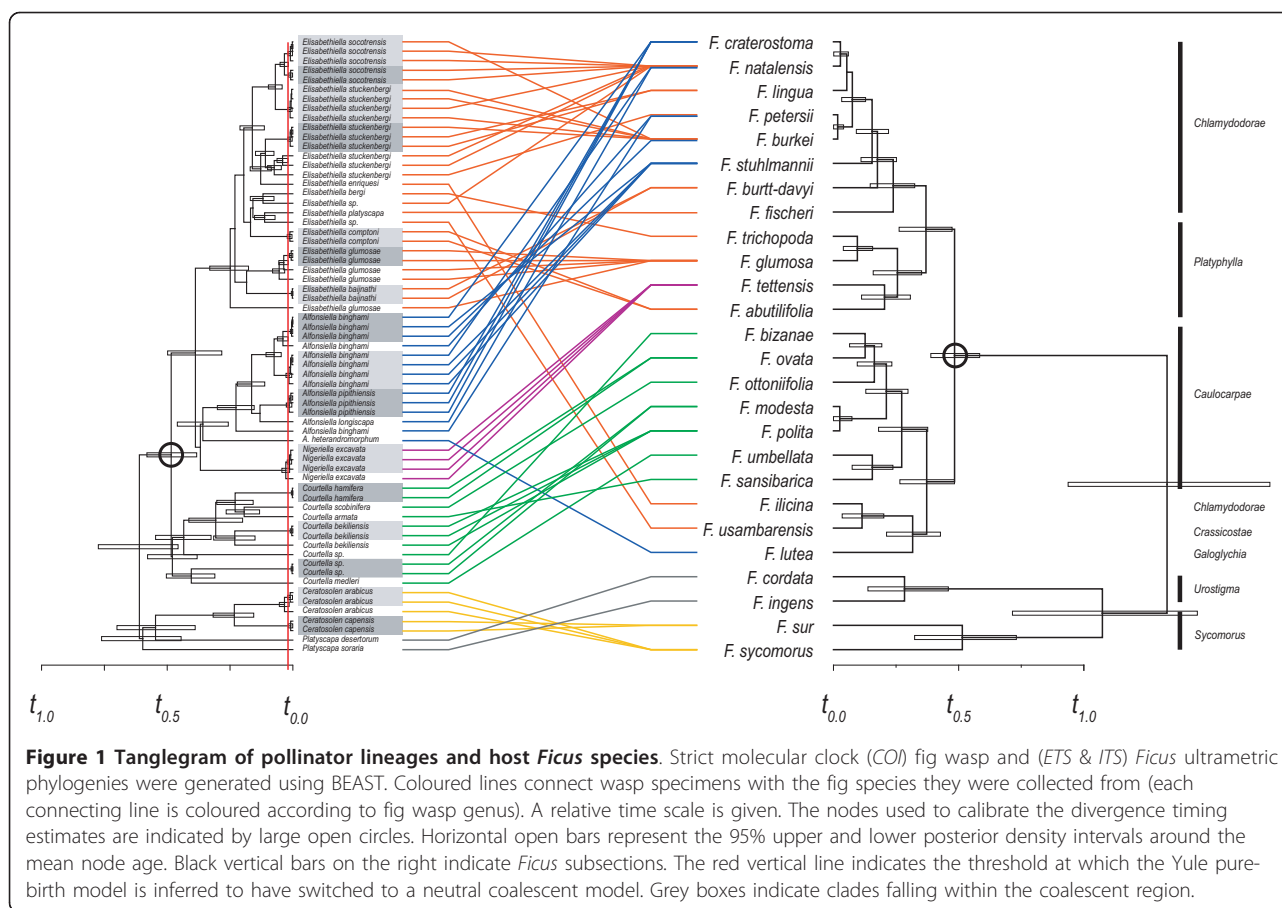 Elisabethiella socotrensis
Elisabethiella socotrensis
Elisabethiella socotrensis
Elisabethiella socotrensis
Elisabethiella socotrensis
Elisabethiella stuckenbergi
Elisabethiella stuckenbergi
Elisabethiella stuckenbergi
Elisabethiella stuckenbergi
Elisabethiella stuckenbergi
Elisabethiella stuckenbergi
Elisabethiella stuckenbergi
Elisabethiella stuckenbergi
Elisabethiella stuckenbergi
Elisabethiella stuckenbergi
Elisabethiella enriquesi
Elisabethiella bergi
Elisabethiella sp.
Elisabethiella platyscapa
Elisabethiella sp.
Elisabethiella comptoni
Elisabethiella comptoni
Elisabethiella glumosae
Elisabethiella glumosae
Elisabethiella glumosae
Elisabethiella glumosae
Elisabethiella baijnathi
Elisabethiella baijnathi
Elisabethiella glumosae
Alfonsiella binghami
Alfonsiella binghami
Alfonsiella binghami
Alfonsiella binghami
Alfonsiella binghami
Alfonsiella binghami
Alfonsiella binghami
Alfonsiella binghami
Alfonsiella pipithiensis
Alfonsiella pipithiensis
Alfonsiella pipithiensis
Alfonsiella longiscapa
Alfonsiella binghami
A. heterandromorphum
Nigeriella excavata
Nigeriella excavata
Nigeriella excavata
Nigeriella excavata
Courtella hamifera
Courtella hamifera
Courtella scobinifera
Courtella armata
Courtella bekiliensis
Courtella bekiliensis
Courtella bekiliensis
Courtella sp.
Courtella sp.
Courtella sp.
Courtella medleri
Ceratosolen arabicus
Ceratosolen arabicus
Ceratosolen arabicus
Ceratosolen capensis
Ceratosolen capensis
Platyscapa desertorum
Platyscapa soraria
F. craterostoma
F. natalensis
F. lingua
F. petersii
F. burkei
F. stuhlmannii
F. burtt-davyi
F. fischeri
F. trichopoda
F. glumosa
F. tettensis
F. abutilifolia
F. bizanae
F. ovata
F. ottoniifolia
F. modesta
F. polita
F. umbellata
F. sansibarica
F. ilicina
F. usambarensis
F. lutea
F. cordata
F. ingens
F. sur
F. sycomorus
Chlamydodorae
Platyphylla
Caulocarpae
Chlamydodorae
Crassicostae
Galoglychia
Urostigma
Sycomorus
t1.0 t0.5 t0.0 t0.0 t0.5 t1.0
Figure 1 Tanglegram of pollinator lineages and host Ficus species. Strict molecular clock (COI) fig wasp and (ETS & ITS) Ficus ultrametric
phylogenies were generated using BEAST. Coloured lines connect wasp specimens with the fig species they were collected from (each
connecting line is coloured according to fig wasp genus). A relative time scale is given. The nodes used to calibrate the divergence timing
estimates are indicated by large open circles. Horizontal open bars represent the 95% upper and lower posterior density intervals around the
mean node age. Black vertical bars on the right indicate Ficus subsections. The red vertical line indicates the threshold at which the Yule pure-
birth model is inferred to have switched to a neutral coalescent model. Grey boxes indicate clades falling within the coalescent region.